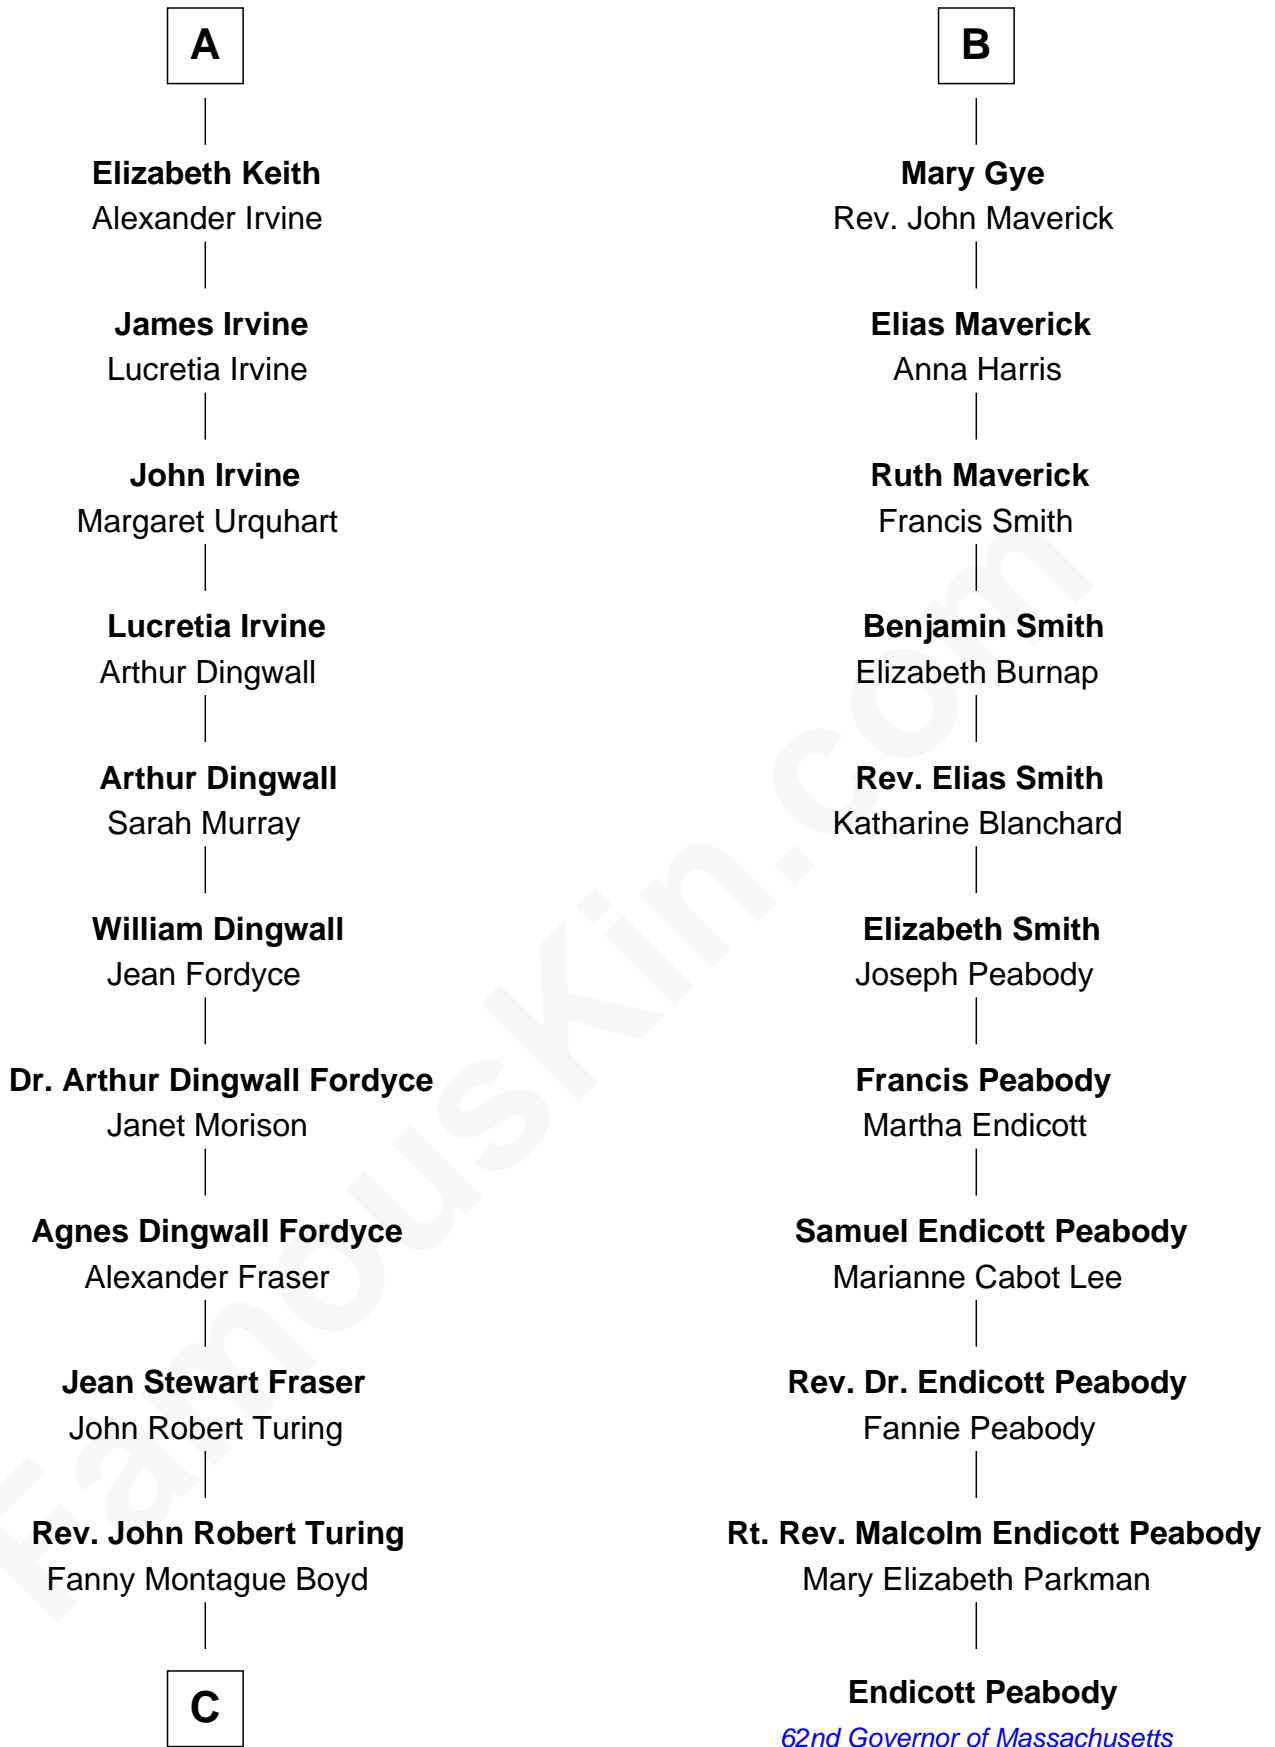 A
Elizabeth Keith
Alexander Irvine
James Irvine
Lucretia Irvine
John Irvine
Margaret Urquhart
Lucretia Irvine
Arthur Dingwall
Arthur Dingwall
Sarah Murray
William Dingwall
Jean Fordyce
Dr. Arthur Dingwall Fordyce
Janet Morison
Agnes Dingwall Fordyce
Alexander Fraser
Jean Stewart Fraser
John Robert Turing
Rev. John Robert Turing
Fanny Montague Boyd
C
B
Mary Gye
Rev. John Maverick
Elias Maverick
Anna Harris
Ruth Maverick
Francis Smith
Benjamin Smith
Elizabeth Burnap
Rev. Elias Smith
Katharine Blanchard
Elizabeth Smith
Joseph Peabody
Francis Peabody
Martha Endicott
Samuel Endicott Peabody
Marianne Cabot Lee
Rev. Dr. Endicott Peabody
Fannie Peabody
Rt. Rev. Malcolm Endicott Peabody
Mary Elizabeth Parkman
Endicott Peabody
62nd Governor of Massachusetts
FamousKin.com